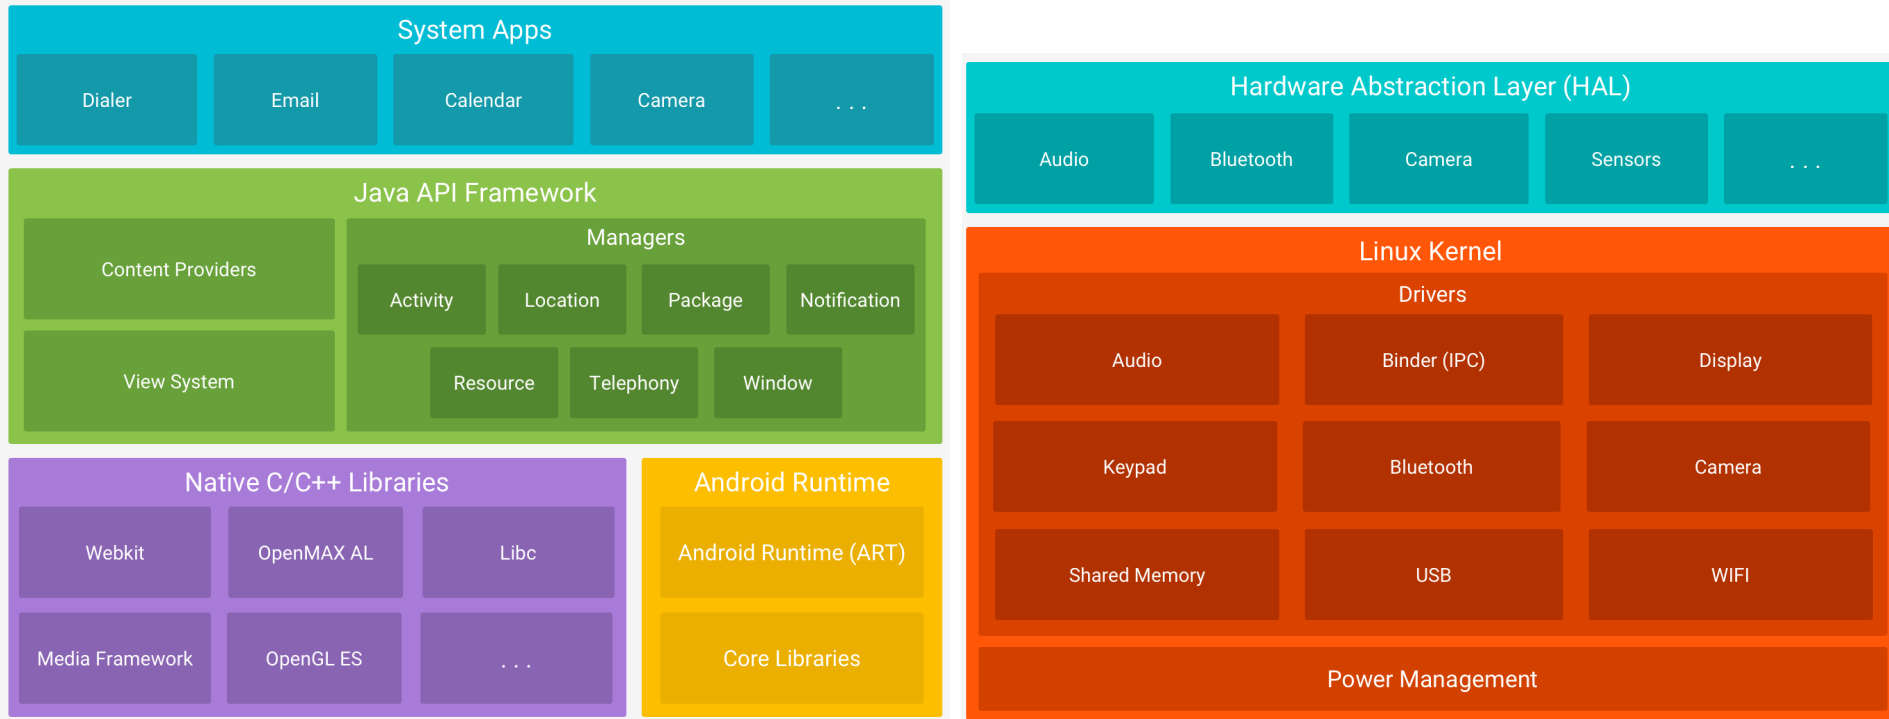 System Apps
Dialer
Email
Calendar
Camera
. . .
Java API Framework
Content Providers
View System
Managers
Activity
Location
Package
Notification
Resource
Telephony
Window
Native C/C++ Libraries
Webkit
OpenMAX AL
Libc
Media Framework
OpenGL ES
. . .
Android Runtime
Android Runtime (ART)
Core Libraries
Hardware Abstraction Layer (HAL)
Audio
Bluetooth
Camera
Sensors
. . .
Linux Kernel
Drivers
Audio
Binder (IPC)
Display
Keypad
Bluetooth
Camera
Shared Memory
USB
WIFI
Power Management